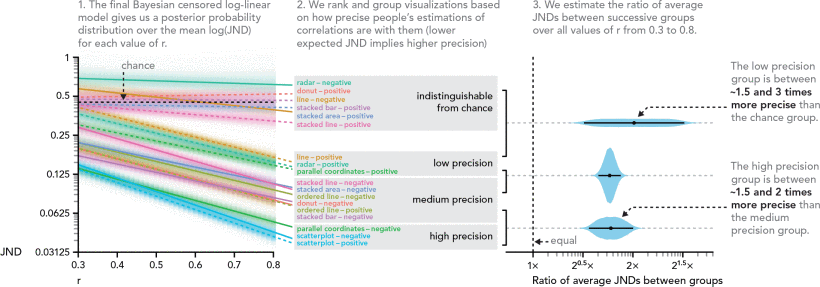 1. The final Bayesian censored log-linear
model gives us a posterior probability
distribution over the mean log(JND)
for each value of r.
2. We rank and group visualizations based
on how precise people's estimations of
correlations are with them (lower
expected JND implies higher precision)
3. We estimate the ratio of average
JNDs between successive groups
over all values of r from 0.3 to 0.8.
1
0.5
0.25
0.125
0.0625
0.03125
JND
chance
0.3
0.4
0.5
0.6
0.7
0.8
r
radar – negative
donut – positive
line – negative
stacked bar – positive
stacked area – positive
stacked line – positive
indistinguishable
from chance
line – positive
radar – positive
parallel coordinates – positive
low precision
stacked line – negative
stacked area – negative
ordered line – negative
donut – negative
ordered line – positive
stacked bar – negative
medium precision
parallel coordinates – negative
scatterplot – negative
scatterplot – positive
high precision
equal
1×
2^0.5×
2×
2^1.5×
Ratio of average JNDs between groups
The low precision
group is between
~1.5 and 3 times
more precise than
the chance group.
The high precision
group is between
~1.5 and 2 times
more precise than
the medium
precision group.